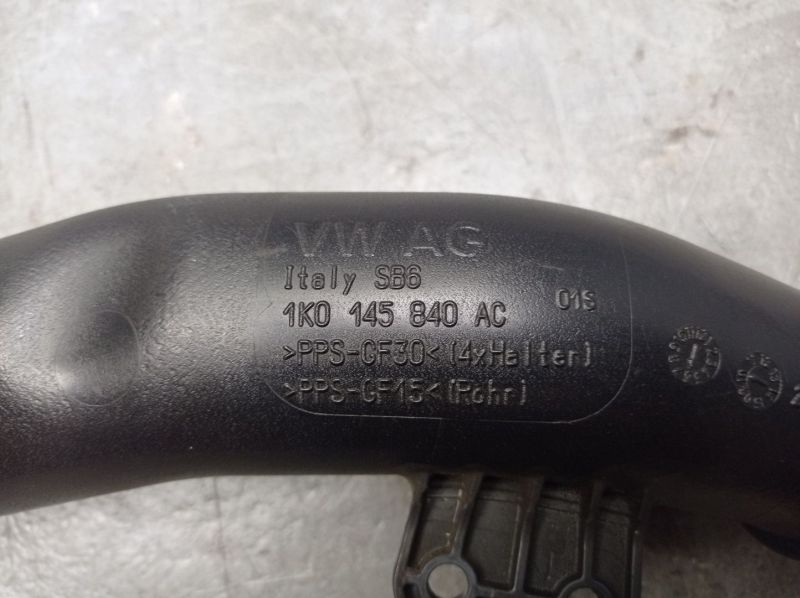 VW AG
Italy SB6
1K0 145 840 AC
01S
>PPS-GF30<(4xHalter)
>PPS-GF15<(Rohr)